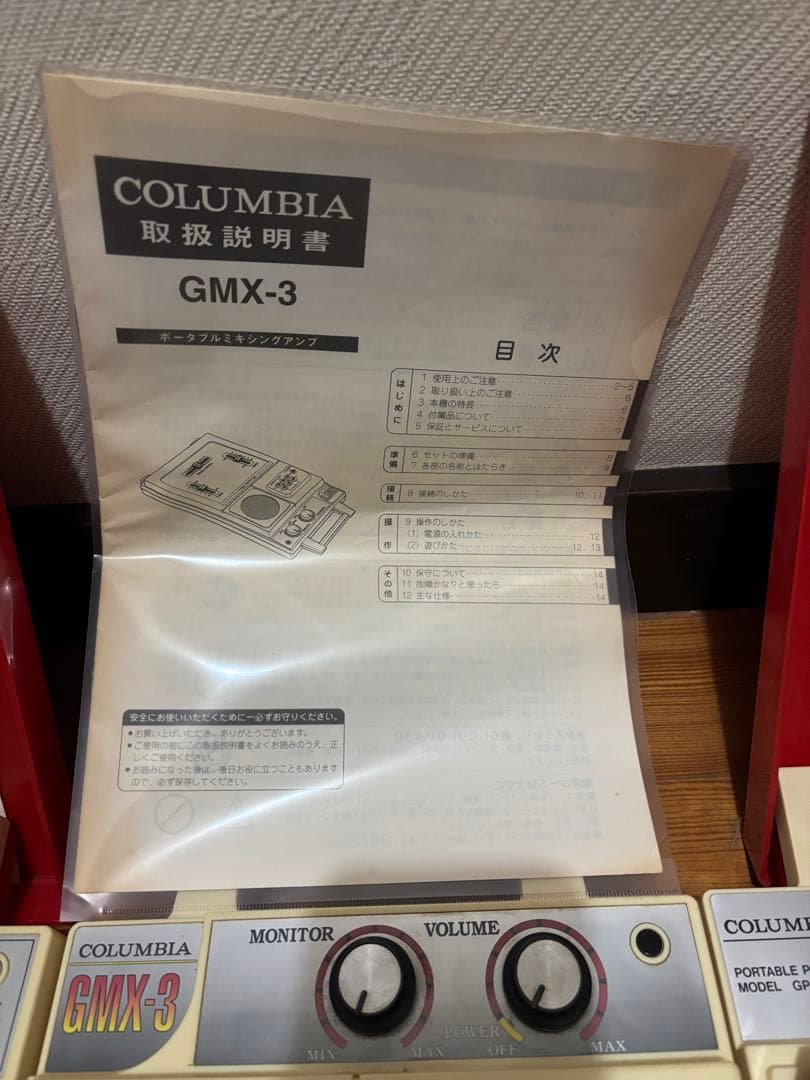 COLUMBIA
取扱説明書
GMX-3
ポータブルミキシングアンプ
目次
はじめに
1 使用上のご注意 2~5
2 取り扱い上のご注意 6
3 本機の特長 6
4 付属品について 7
5 保証とサービスについて 7
準備
6 セットの準備 8
7 各部の名前とはたらき 9
接続
8 接続のしかた 10, 11
操作
9 操作のしかた
(1) 電源の入れかた 12
(2) 遊びかた 12, 13
その他
10 保守について 14
11 故障かな?と思ったら 14
12 主な仕様 14
安全にお使いいただくために一必ずお守りください。
●お買い上げいただき、ありがとうございます。
●ご使用の前にこの取扱説明書をよくお読みのうえ、正
しくご使用ください。
●お読みになった後は、後日お役に立つこともあります
ので、必ず保存してください。
COLUMBIA
GMX-3
MONITOR
VOLUME
MIN
MAX
POWER
OFF
MAX
PORTABLE
MODEL GP